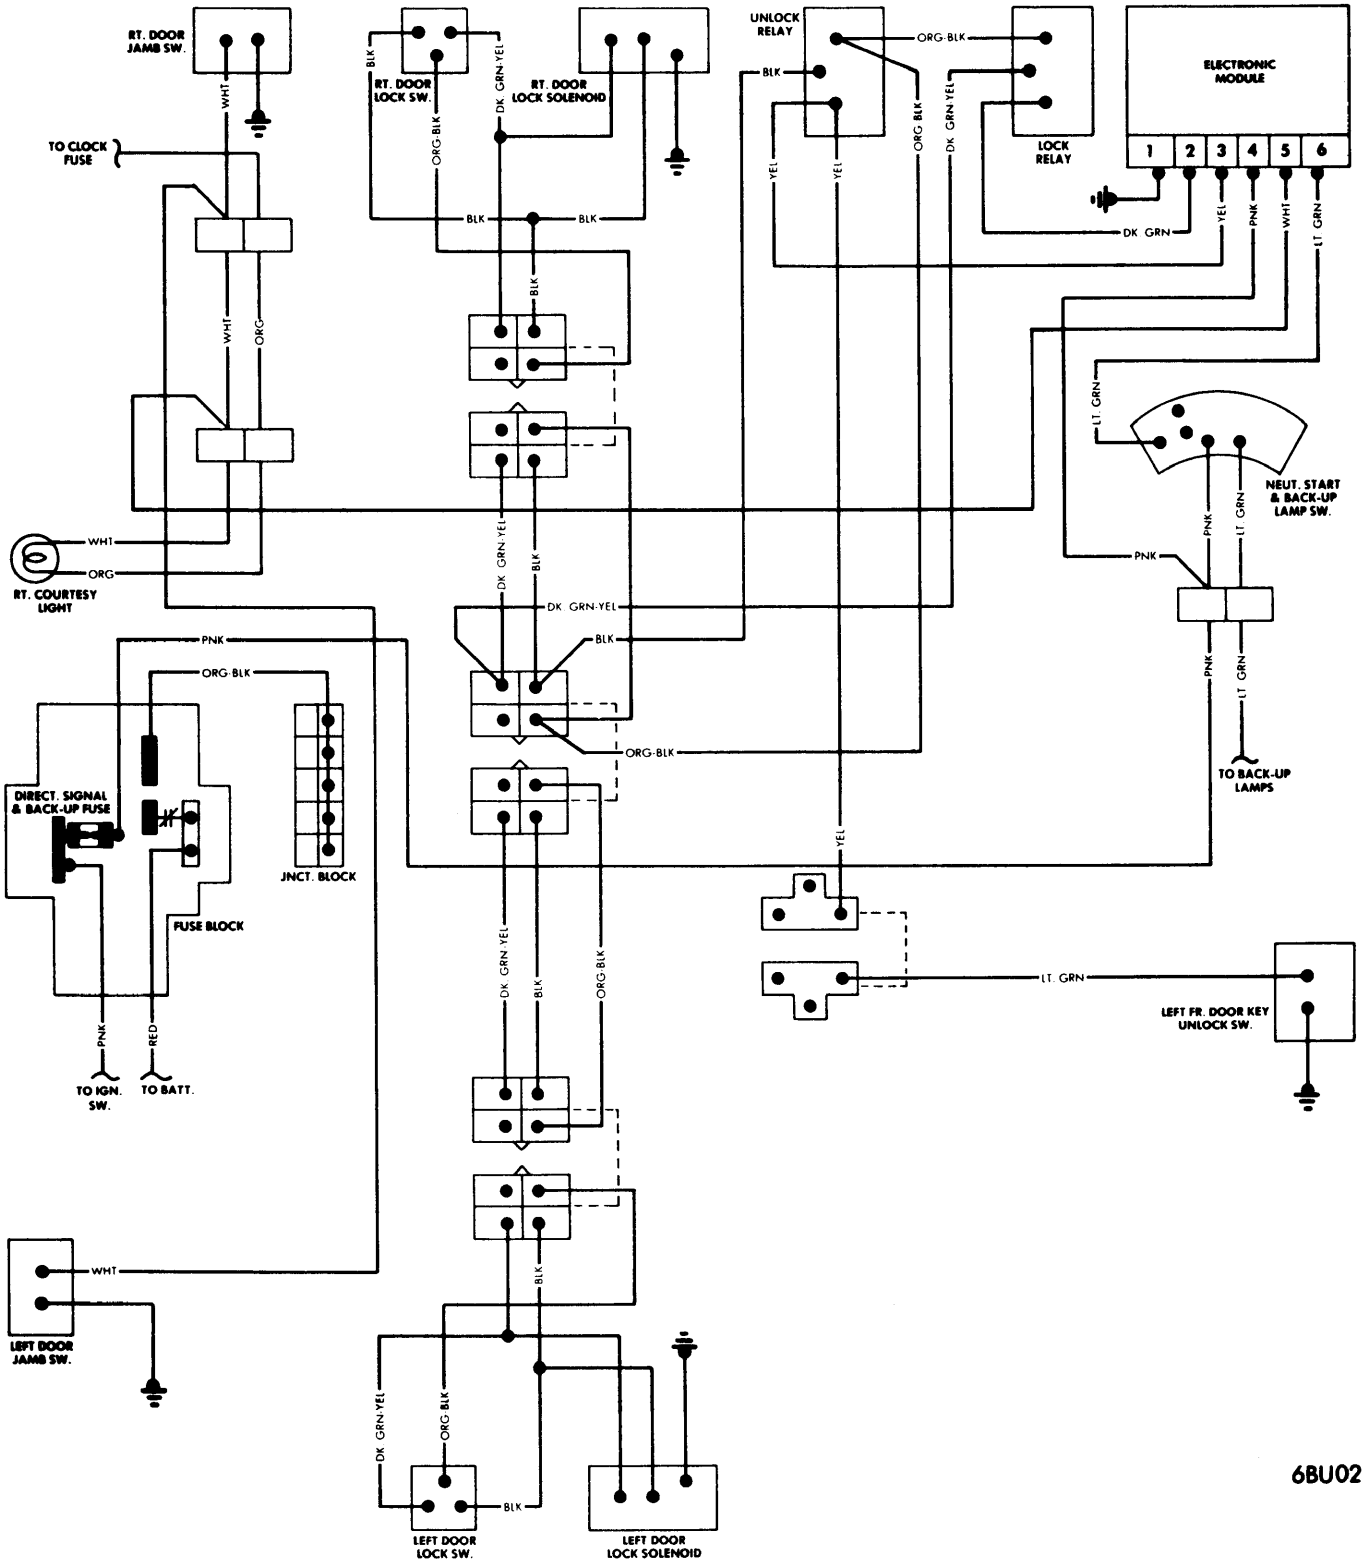 RT. DOOR
JAMB SW.
WHT
TO CLOCK
FUSE
BLK
DK GRN-YEL
RT. DOOR
LOCK SW.
ORG-BLK
RT. DOOR
LOCK SOLENOID
BLK
BLK
BLK
UNLOCK
RELAY
BLK
ORG-BLK
ORG BLK
DK GRN-YEL
YEL
YEL
LOCK
RELAY
ELECTRONIC
MODULE
1 2 3 4 5 6
DK GRN
YEL
PNK
WHT
LT GRN
WHT
ORG
LT. GRN
NEUT. START
& BACK-UP
LAMP SW.
PNK
LT. GRN
PNK
PNK
LT GRN
TO BACK-UP
LAMPS
WHT
ORG
RT. COURTESY
LIGHT
DK GRN-YEL
BLK
DK GRN-YEL
BLK
ORG-BLK
PNK
ORG-BLK
DIRECT. SIGNAL
& BACK-UP FUSE
JNCT. BLOCK
FUSE BLOCK
PNK
RED
TO IGN.
SW.
TO BATT.
YEL
DK GRN-YEL
BLK
ORG-BLK
LT. GRN
LEFT FR. DOOR KEY
UNLOCK SW.
WHT
LEFT DOOR
JAMB SW.
BLK
DK GRN-YEL
ORG-BLK
BLK
LEFT DOOR
LOCK SW.
LEFT DOOR
LOCK SOLENOID
6BU02